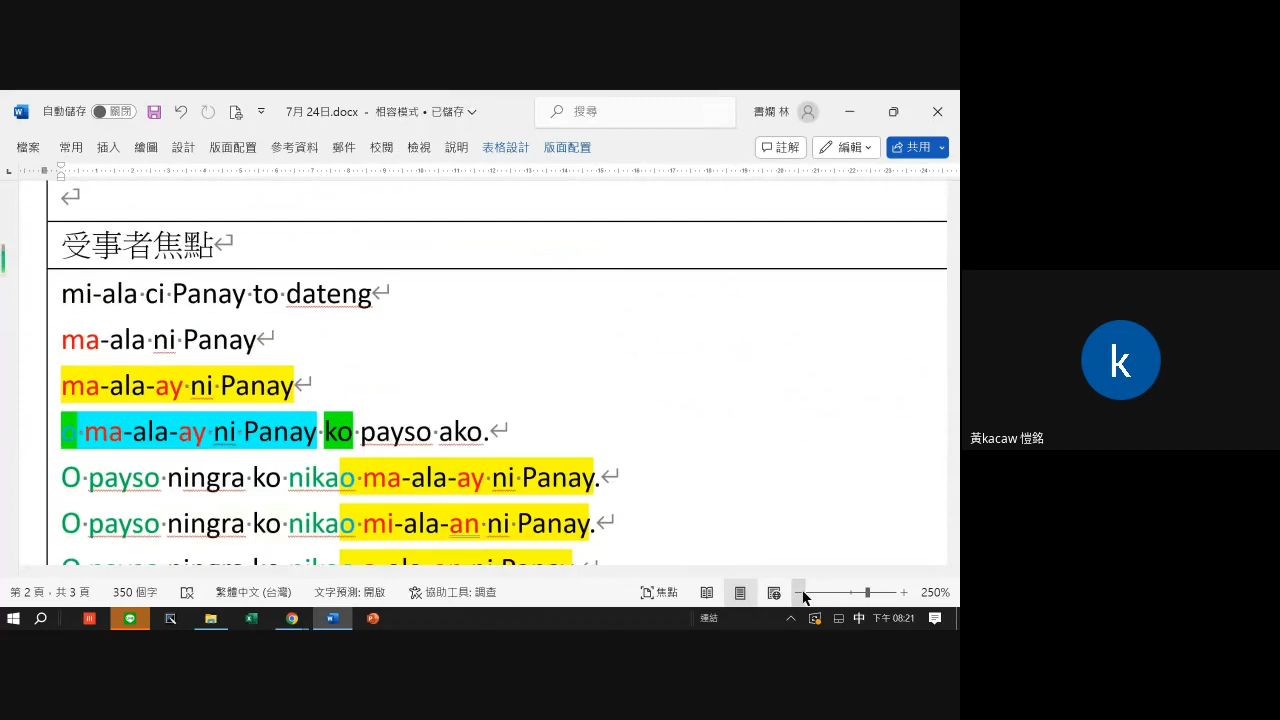 自動儲存 關閉 7月 24日.docx - 相容模式 • 已儲存 搜尋 書嫻 林
檔案 常用 插入 繪圖 設計 版面配置 參考資料 郵件 校閱 檢視 說明 表格設計 版面配置 註解 編輯 共用
受事者焦點
mi-ala ci Panay to dateng
ma-ala ni Panay
ma-ala-ay ni Panay
o ma-ala-ay ni Panay ko payso ako.
O payso ningra ko nikao ma-ala-ay ni Panay.
O payso ningra ko nikao mi-ala-an ni Panay.
k
黃kacaw 愷銘
第 2 頁，共 3 頁 350 個字 繁體中文 (台灣) 文字預測: 開啟 協助工具: 調查 焦點 250%
連結 中 下午 08:21